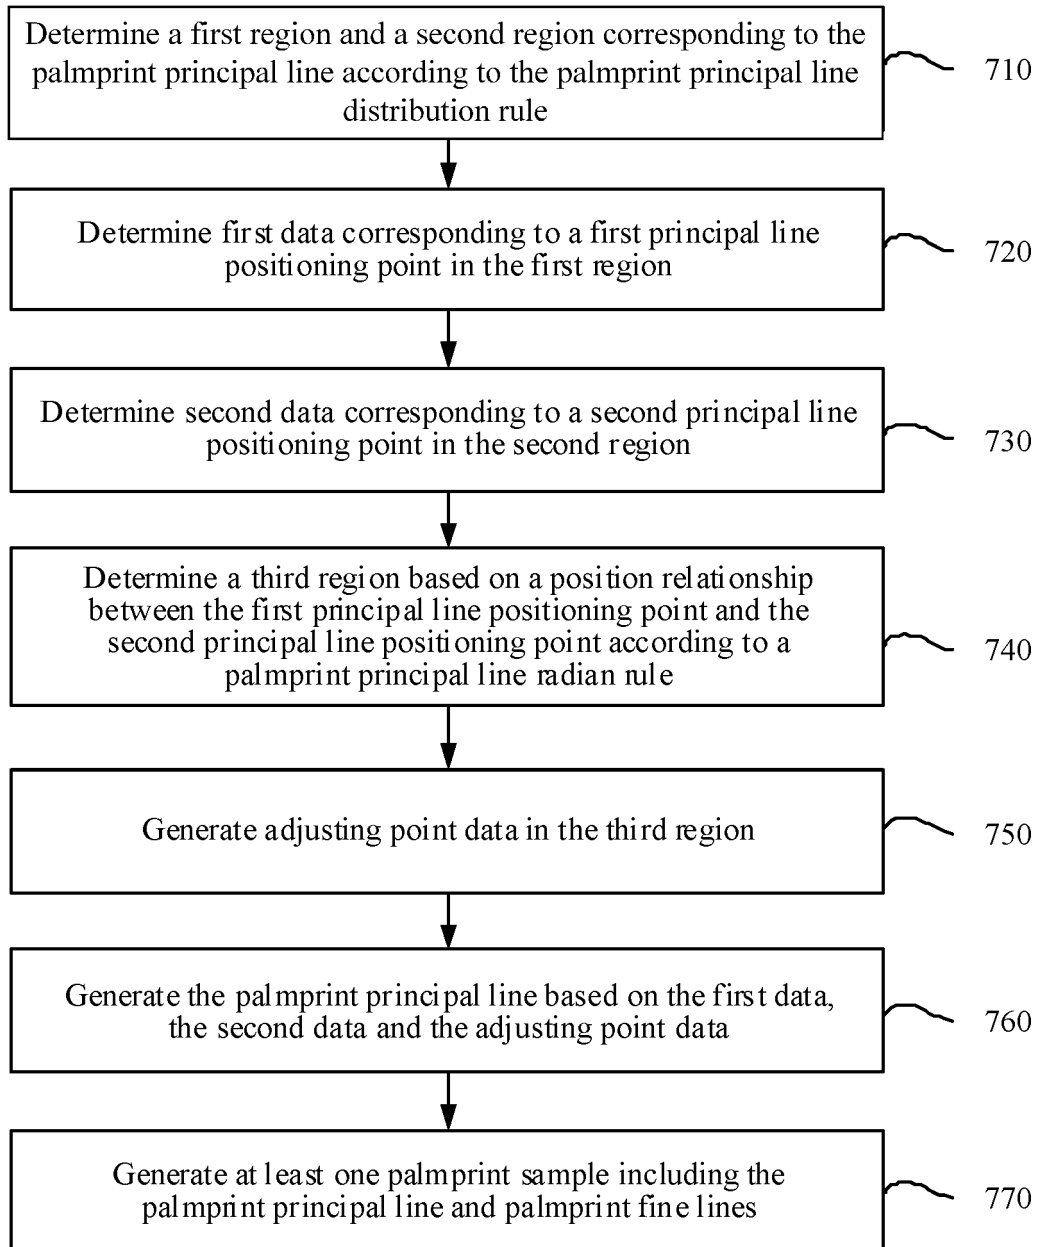 Determine a first region and a second region corresponding to the
palmprint principal line according to the palmprint principal line
distribution rule
710
Determine first data corresponding to a first principal line
positioning point in the first region
720
Determine second data corresponding to a second principal line
positioning point in the second region
730
Determine a third region based on a position relationship
between the first principal line positioning point and the
second principal line positioning point according to a
palmprint principal line radian rule
740
Generate adjusting point data in the third region
750
Generate the palmprint principal line based on the first data,
the second data and the adjusting point data
760
Generate at least one palmprint sample including the
palmprint principal line and palmprint fine lines
770